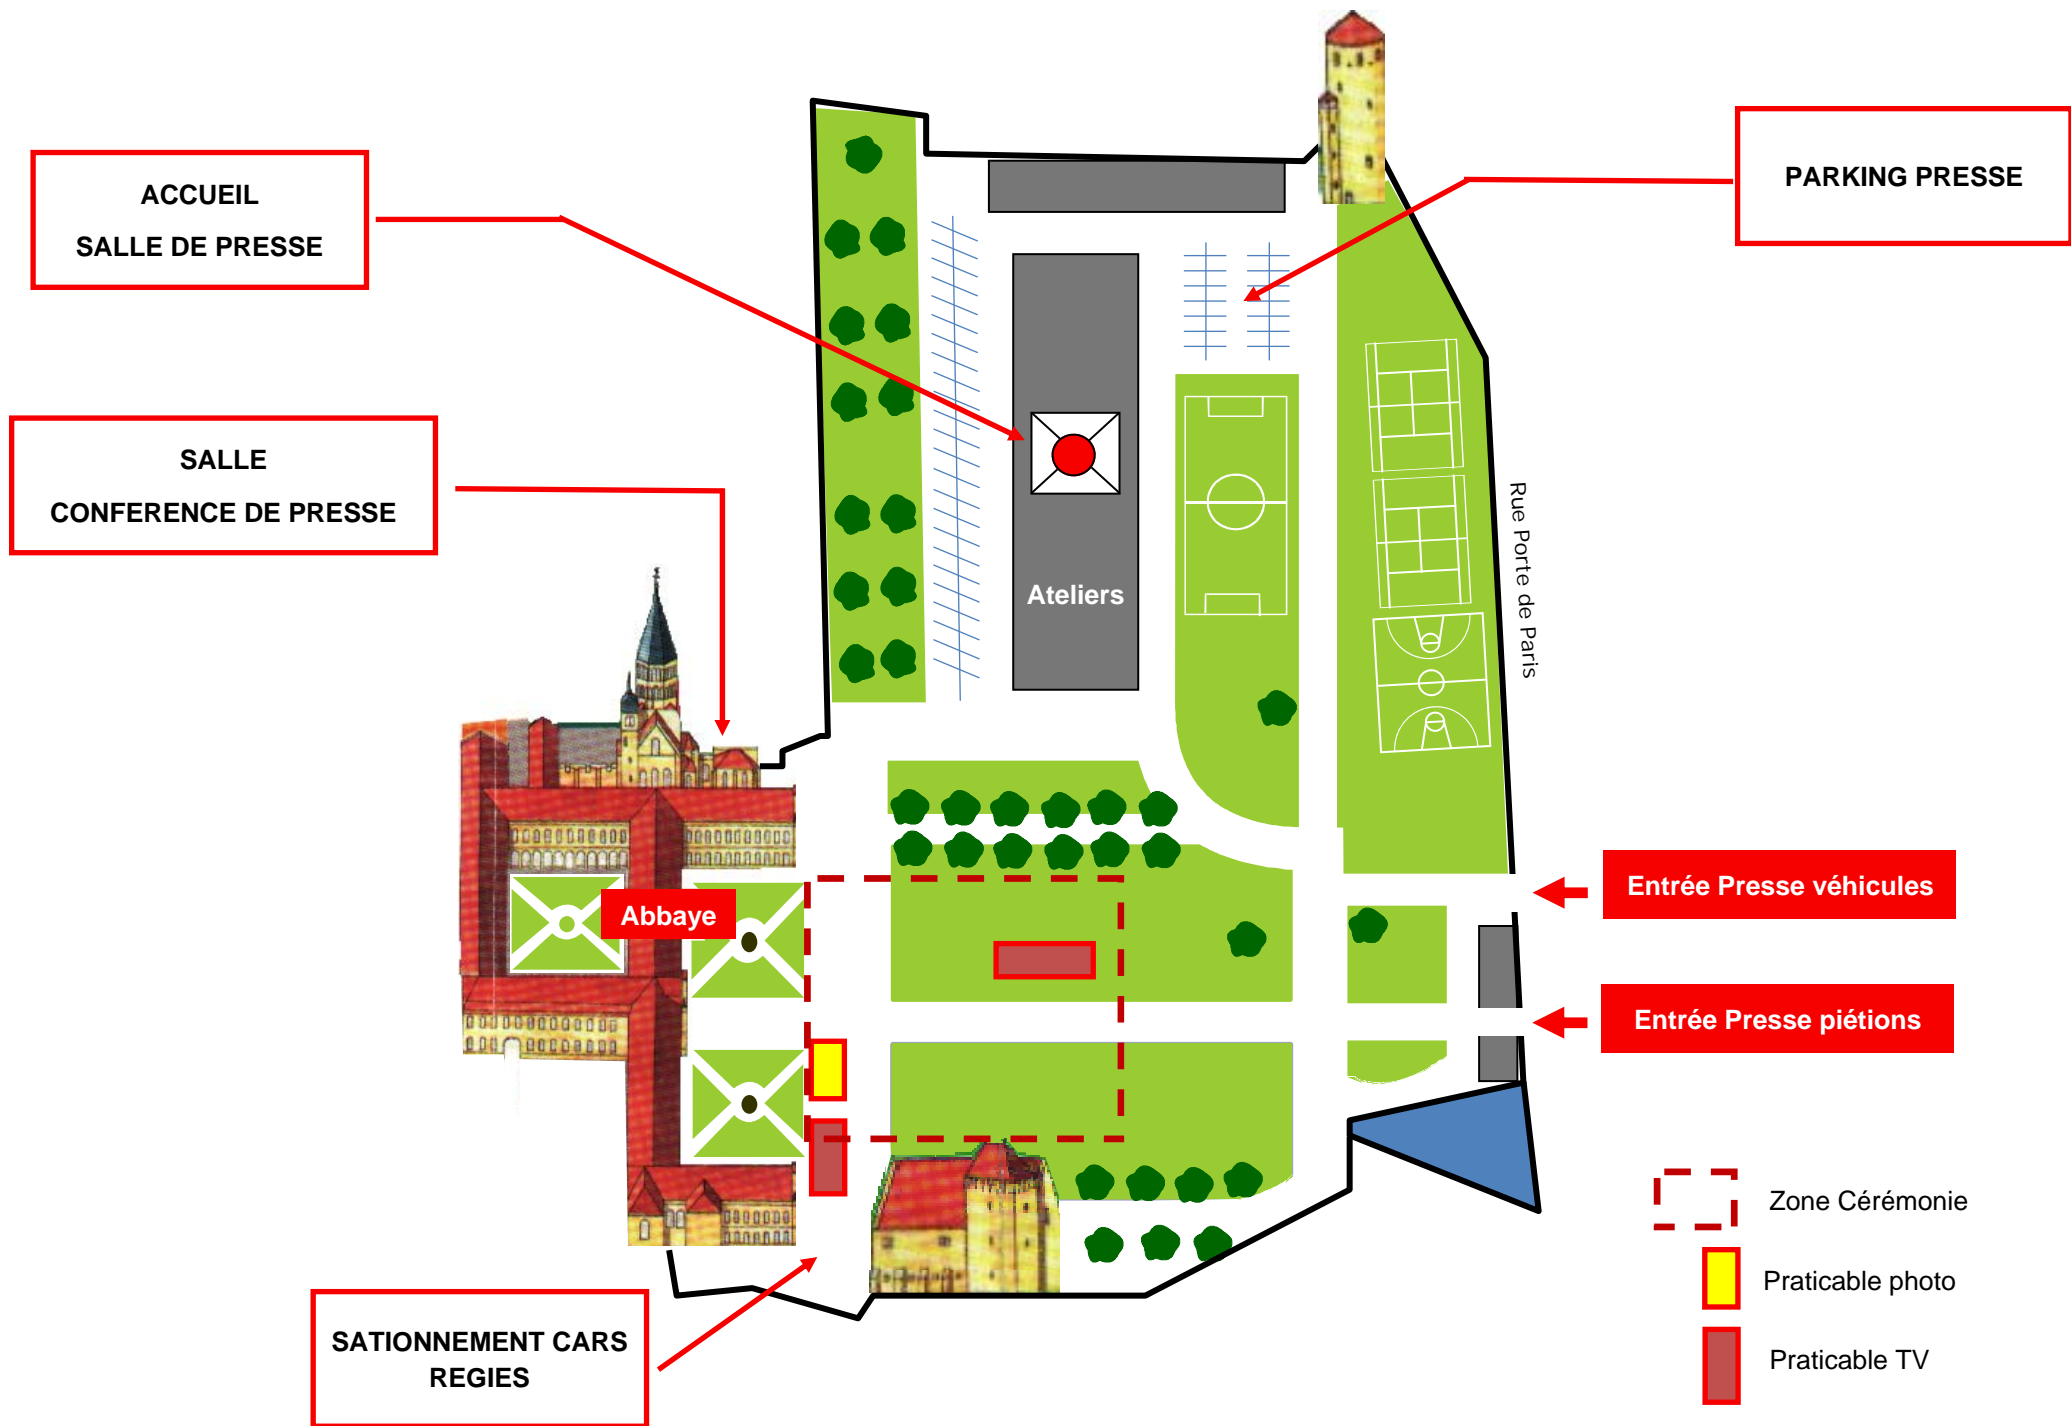 ACCUEIL
SALLE DE PRESSE
PARKING PRESSE
SALLE
CONFERENCE DE PRESSE
Ateliers
Rue Porte de Paris
Abbaye
Entrée Presse véhicules
Entrée Presse piétions
Zone Cérémonie
Praticable photo
Praticable TV
SATIONNEMENT CARS
REGIES